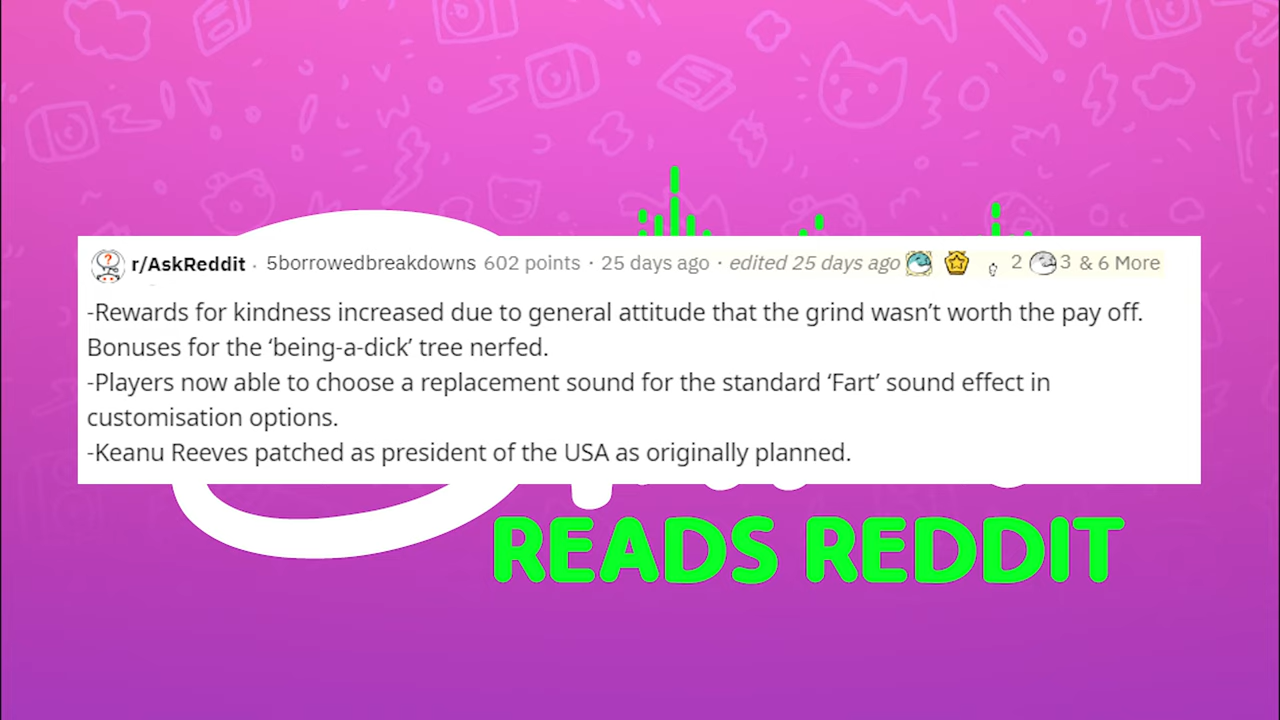 r/AskReddit · 5borrowedbreakdowns 602 points · 25 days ago · edited 25 days ago 2 3 & 6 More
-Rewards for kindness increased due to general attitude that the grind wasn’t worth the pay off.
Bonuses for the ‘being-a-dick’ tree nerfed.
-Players now able to choose a replacement sound for the standard ‘Fart’ sound effect in
customisation options.
-Keanu Reeves patched as president of the USA as originally planned.
READS REDDIT